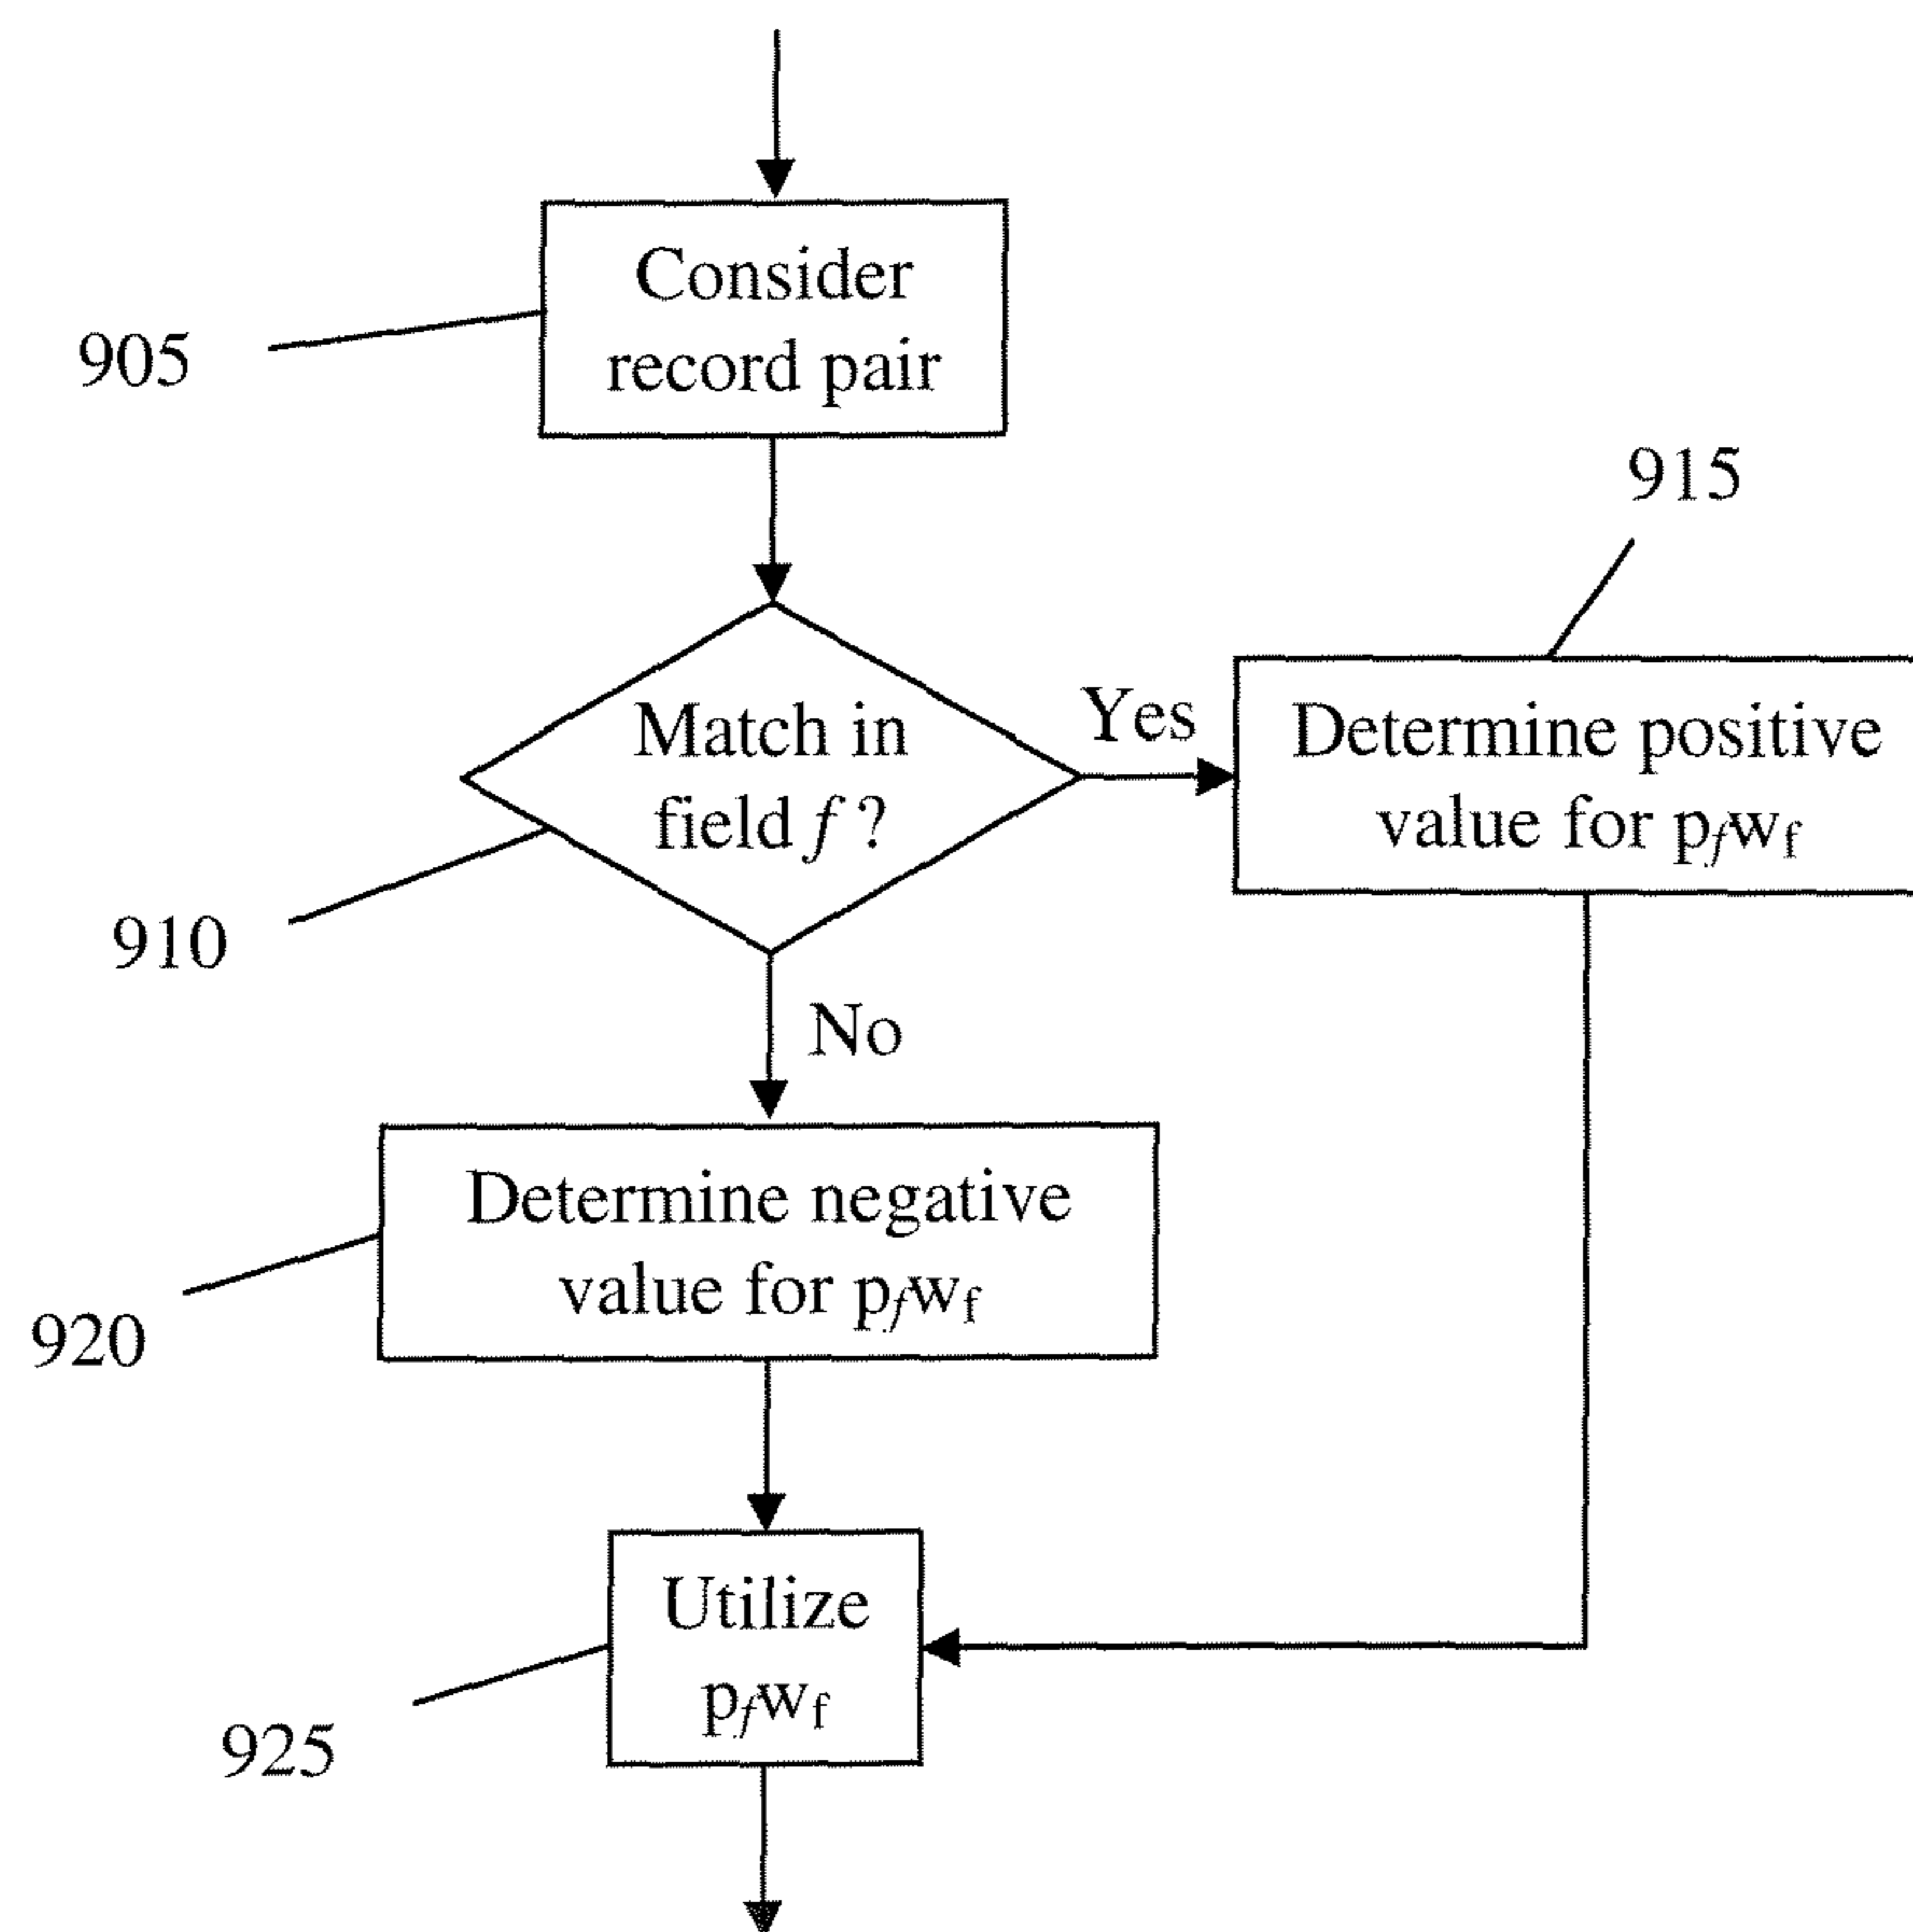 Consider
record pair
905
915
Match in
field f ?
Yes
Determine positive
value for pfwf
910
No
Determine negative
value for pfwf
920
Utilize
pfwf
925